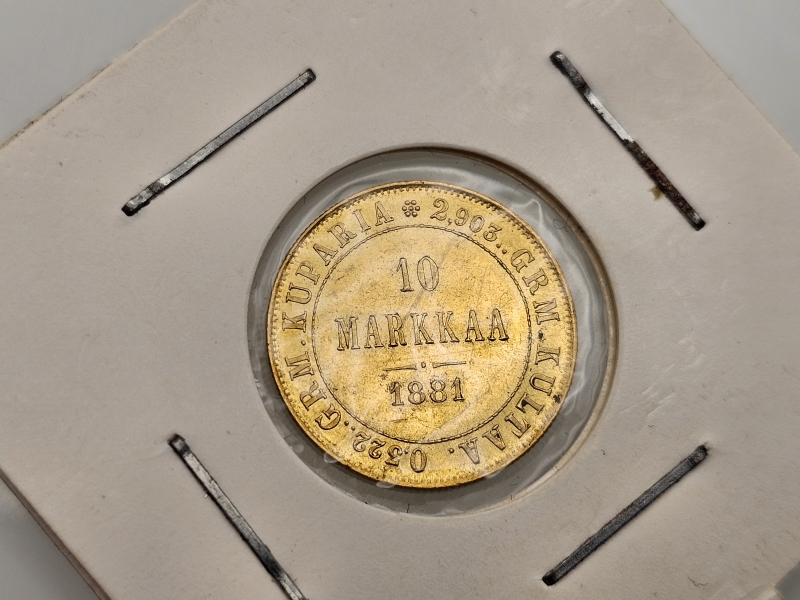 2,903.. GRM. KULTAA. 0,322.. GRM. KUPARIA
10
MARKKAA
1881